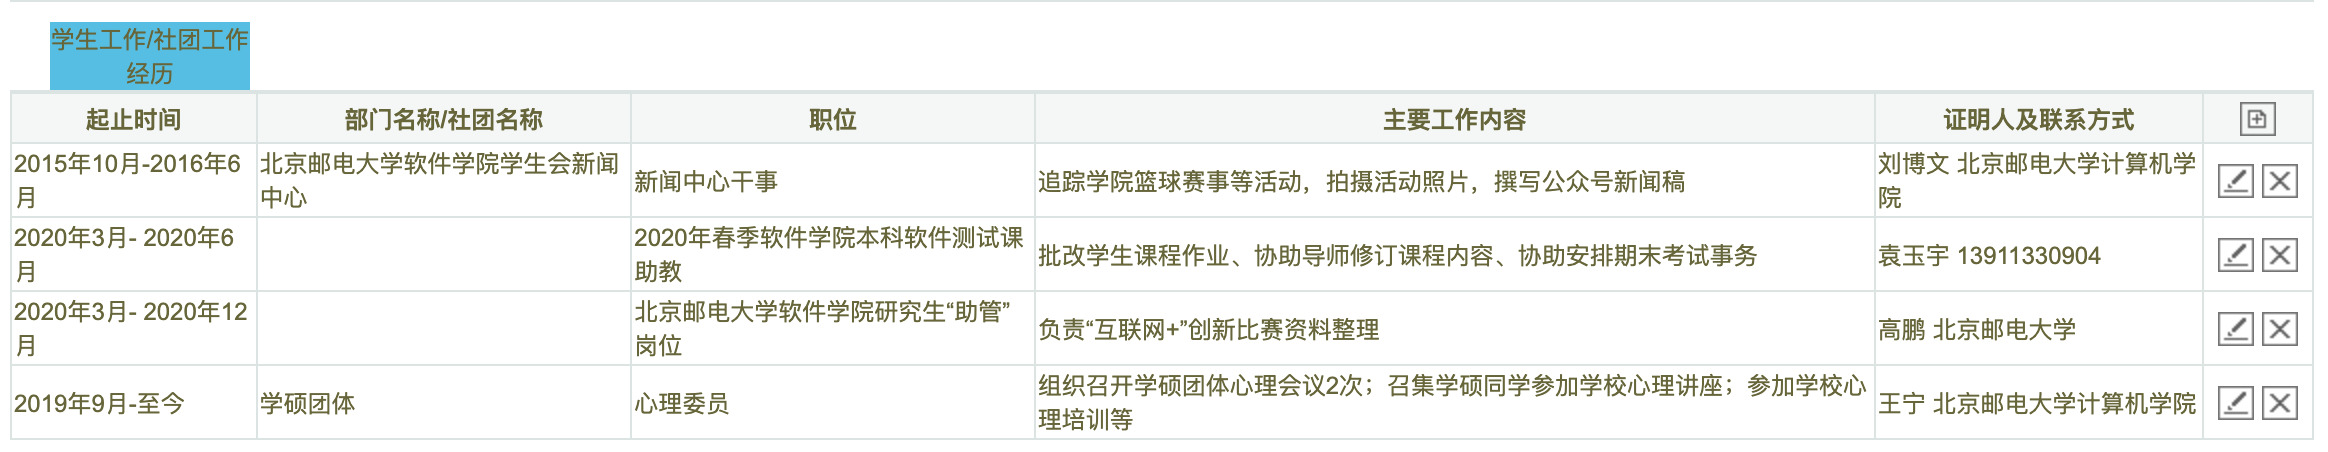 学生工作/社团工作
经历
起止时间 部门名称/社团名称 职位 主要工作内容 证明人及联系方式
2015年10月-2016年6
月
北京邮电大学软件学院学生会新闻
中心
新闻中心干事
追踪学院篮球赛事等活动，拍摄活动照片，撰写公众号新闻稿
刘博文 北京邮电大学计算机学
院
2020年3月- 2020年6
月
2020年春季软件学院本科软件测试课
助教
批改学生课程作业、协助导师修订课程内容、协助安排期末考试事务
袁玉宇 13911330904
2020年3月- 2020年12
月
北京邮电大学软件学院研究生“助管”
岗位
负责“互联网+”创新比赛资料整理
高鹏 北京邮电大学
2019年9月-至今
学硕团体
心理委员
组织召开学硕团体心理会议2次；召集学硕同学参加学校心理讲座；参加学校心
理培训等
王宁 北京邮电大学计算机学院